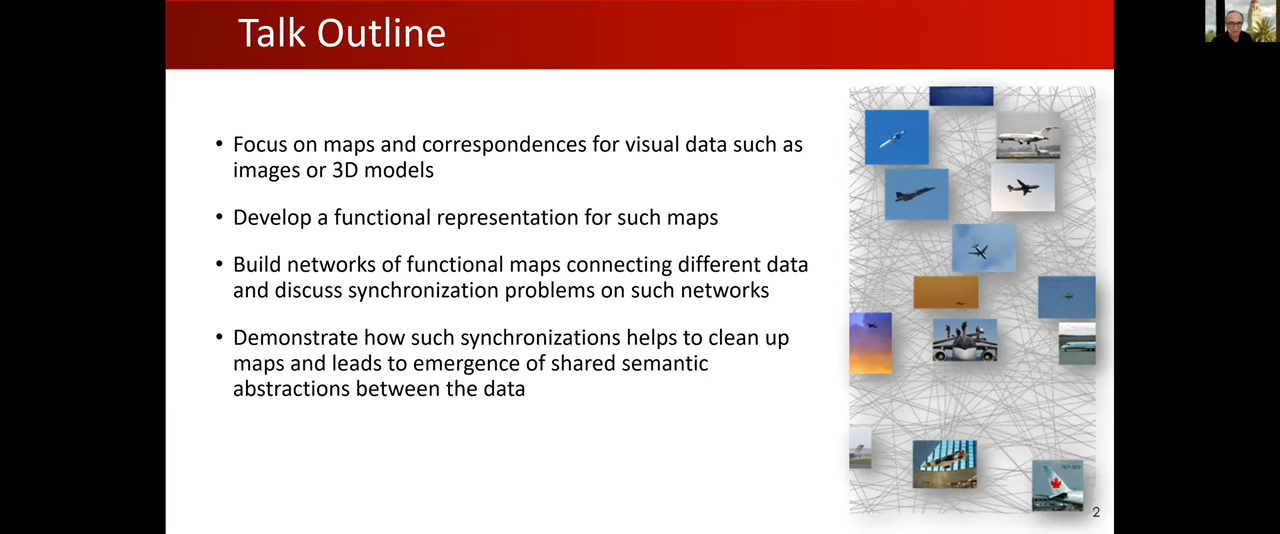 Talk Outline
• Focus on maps and correspondences for visual data such as
images or 3D models
• Develop a functional representation for such maps
• Build networks of functional maps connecting different data
and discuss synchronization problems on such networks
• Demonstrate how such synchronizations helps to clean up
maps and leads to emergence of shared semantic
abstractions between the data
2